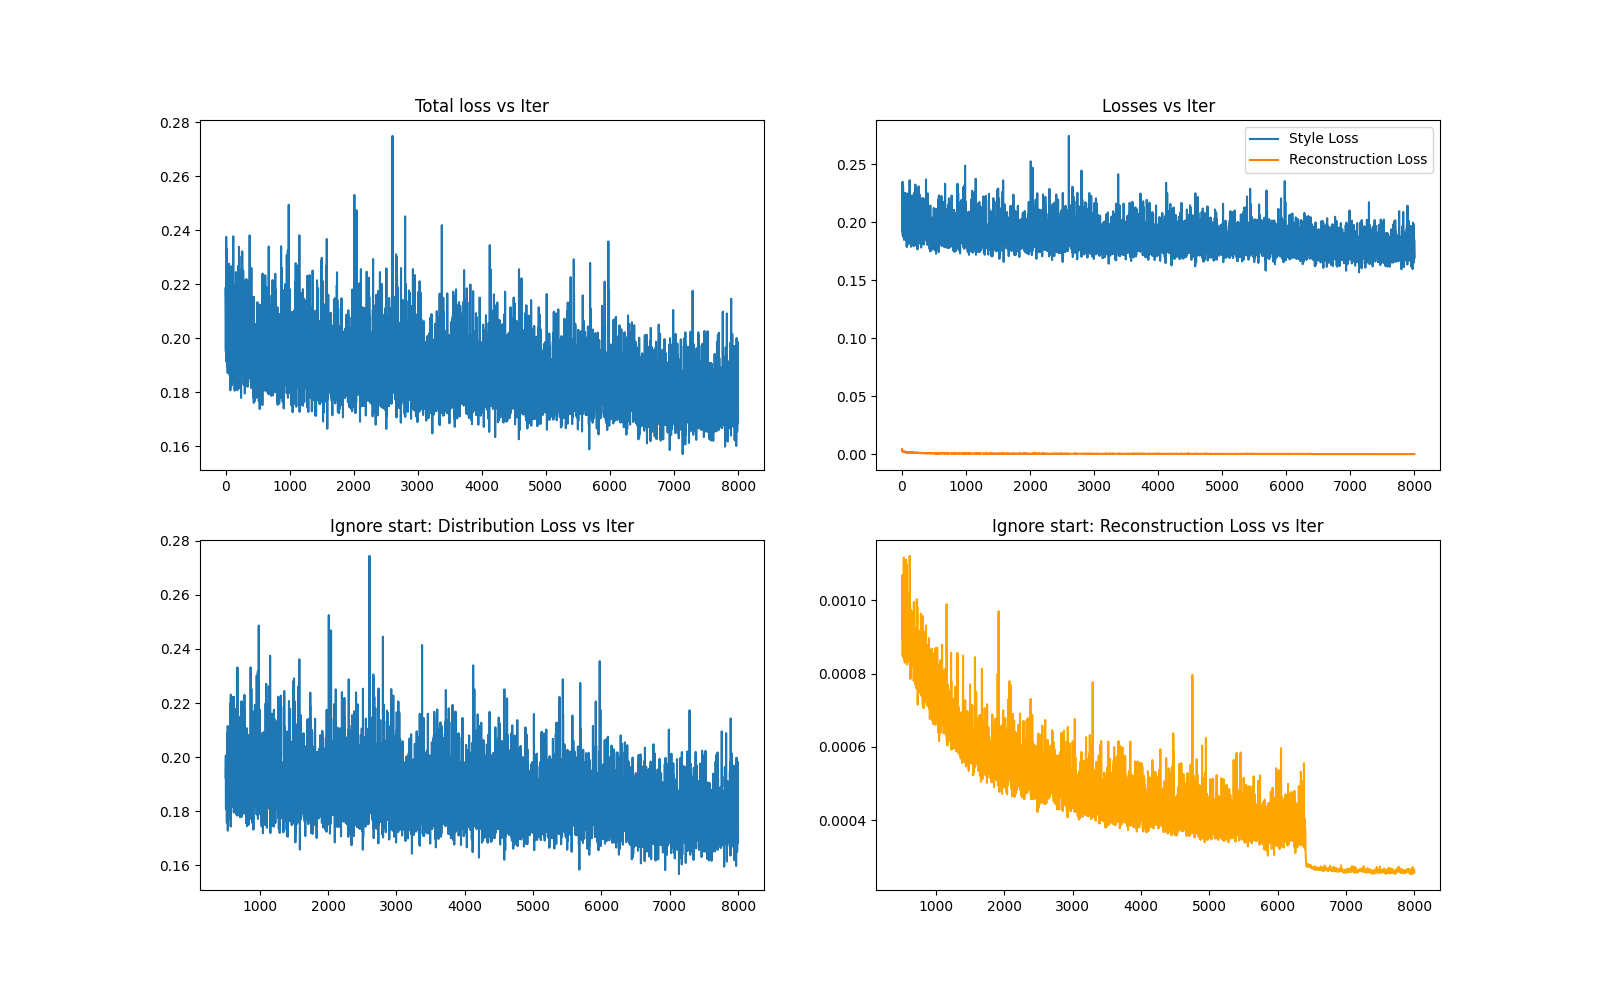 Total loss vs Iter
0.28
0.26
0.24
0.22
0.20
0.18
0.16
0 1000 2000 3000 4000 5000 6000 7000 8000
Losses vs Iter
Style Loss
Reconstruction Loss
0.25
0.20
0.15
0.10
0.05
0.00
0 1000 2000 3000 4000 5000 6000 7000 8000
Ignore start: Distribution Loss vs Iter
0.28
0.26
0.24
0.22
0.20
0.18
0.16
1000 2000 3000 4000 5000 6000 7000 8000
Ignore start: Reconstruction Loss vs Iter
0.0010
0.0008
0.0006
0.0004
1000 2000 3000 4000 5000 6000 7000 8000